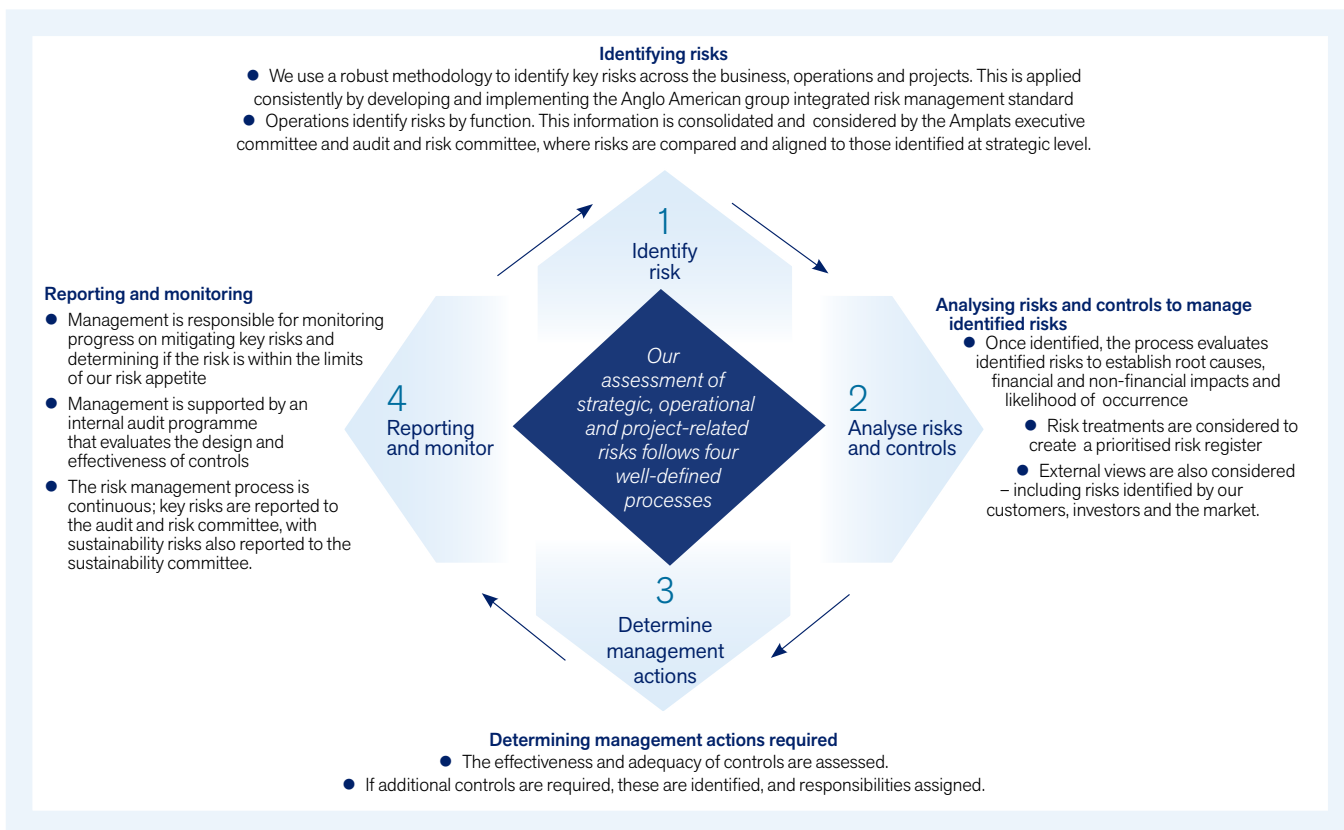 Identifying risks
● We use a robust methodology to identify key risks across the business, operations and projects. This is applied
consistently by developing and implementing the Anglo American group integrated risk management standard
● Operations identify risks by function. This information is consolidated and considered by the Amplats executive
committee and audit and risk committee, where risks are compared and aligned to those identified at strategic level.
1
Identify
risk
Analysing risks and controls to manage
identified risks
● Once identified, the process evaluates
identified risks to establish root causes,
financial and non-financial impacts and
likelihood of occurrence
● Risk treatments are considered to
create a prioritised risk register
● External views are also considered
– including risks identified by our
customers, investors and the market.
2
Analyse risks
and controls
Our
assessment of
strategic, operational
and project-related
risks follows four
well-defined
processes
Reporting and monitoring
● Management is responsible for monitoring
progress on mitigating key risks and
determining if the risk is within the limits
of our risk appetite
● Management is supported by an
internal audit programme
that evaluates the design and
effectiveness of controls
● The risk management process is
continuous; key risks are reported to
the audit and risk committee, with
sustainability risks also reported to the
sustainability committee.
4
Reporting
and monitor
3
Determine
management
actions
Determining management actions required
● The effectiveness and adequacy of controls are assessed.
● If additional controls are required, these are identified, and responsibilities assigned.